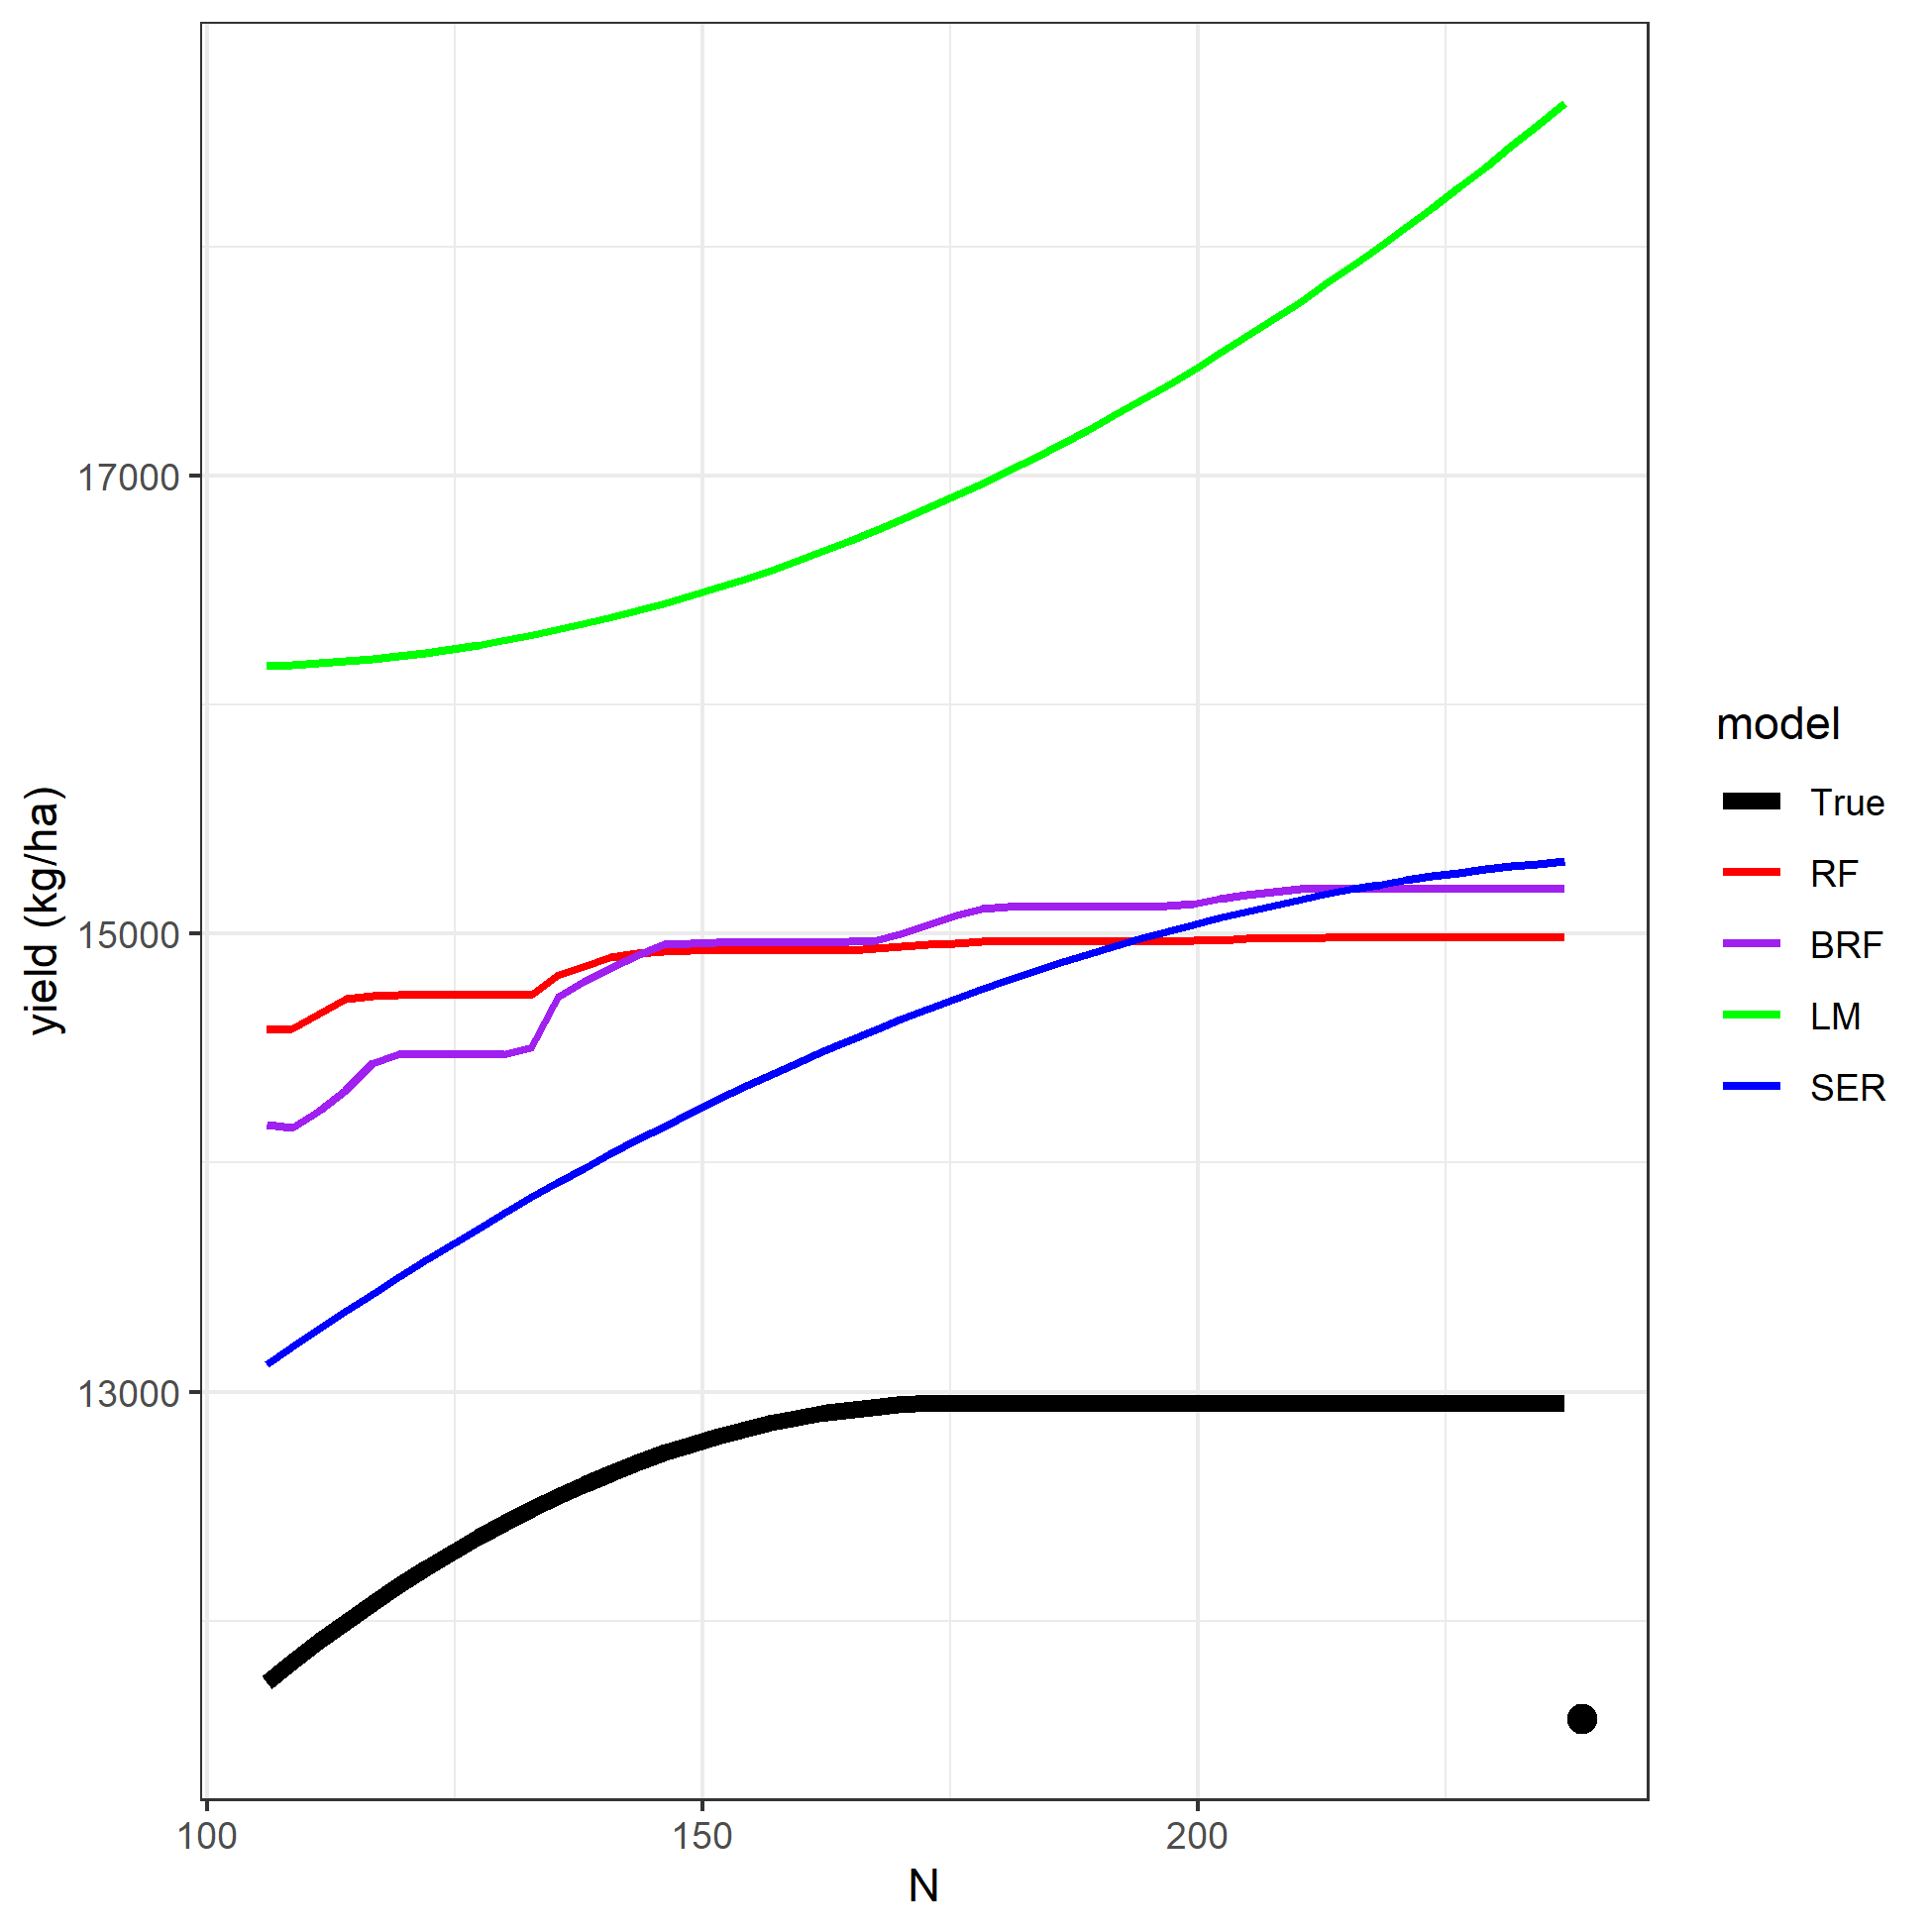 17000
15000
13000
yield (kg/ha)
100
150
200
N
model
True
RF
BRF
LM
SER